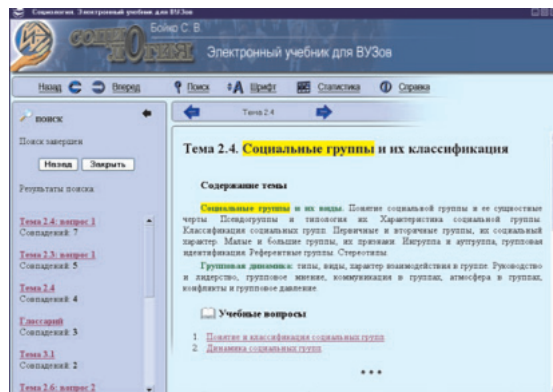 Социология. Электронный учебник для ВУЗов
Бойко С. В.
СОЦИОЛОГИЯ
Электронный учебник для ВУЗов
Назад Вперед Поиск Шрифт Статистика Справка
поиск
Тема 2.4
Поиск завершен
Назад Закрыть
Результаты поиска
Тема 2.4: вопрос 1
Совпадений: 7
Тема 2.3: вопрос 1
Совпадений: 5
Тема 2.4
Совпадений: 4
Глоссарий
Совпадений: 3
Тема 3.1
Совпадений: 2
Тема 2.6: вопрос 2
Тема 2.4. Социальные группы и их классификация
Содержание темы
Социальные группы и их виды. Понятие социальной группы и ее сущностные
черты. Псевдогруппы и типология их. Характеристика социальной группы.
Классификация социальных групп. Первичные и вторичные группы, их социальный
характер. Малые и большие группы, их признаки. Ингруппа и аутгруппа, групповая
идентификация. Референтные группы. Стереотипы.
Групповая динамика: типы, виды, характер взаимодействия в группе. Руководство
и лидерство, групповое мнение, коммуникация в группах, атмосфера в группах,
конфликты и групповое давление.
Учебные вопросы
1 Понятие и классификация социальных групп.
2 Динамика социальных групп.